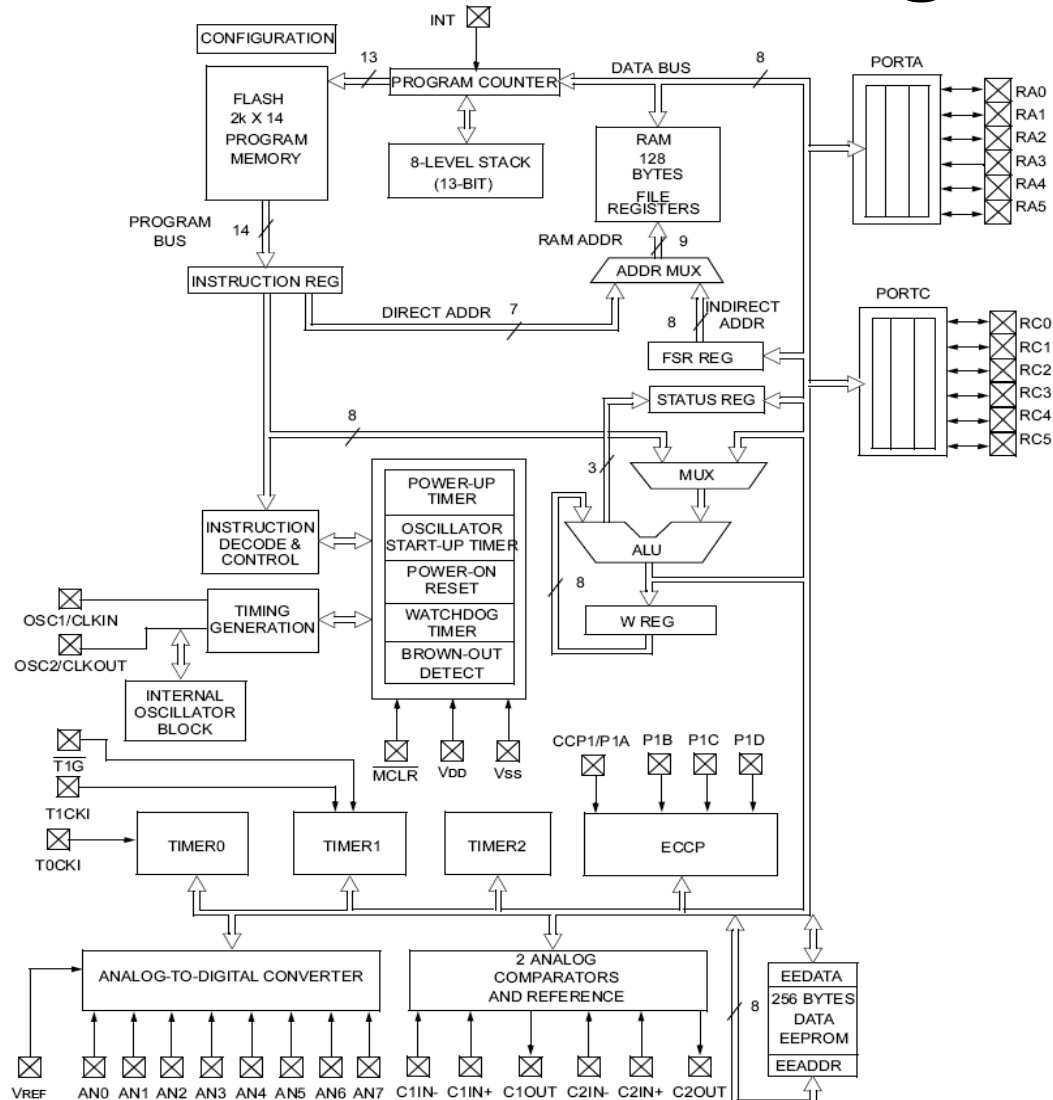 INT
CONFIGURATION
13
PROGRAM COUNTER
DATA BUS
8
PORTA
FLASH
2k X 14
PROGRAM
MEMORY
8-LEVEL STACK
(13-BIT)
RAM
128
BYTES
FILE
REGISTERS
RA0
RA1
RA2
RA3
RA4
RA5
PROGRAM
BUS
14
RAM ADDR
9
INSTRUCTION REG
ADDR MUX
DIRECT ADDR
7
INDIRECT
ADDR
8
FSR REG
STATUS REG
PORTC
RC0
RC1
RC2
RC3
RC4
RC5
8
3
MUX
POWER-UP
TIMER
OSCILLATOR
START-UP TIMER
POWER-ON
RESET
WATCHDOG
TIMER
BROWN-OUT
DETECT
INSTRUCTION
DECODE &
CONTROL
ALU
8
W REG
OSC1/CLKIN
OSC2/CLKOUT
TIMING
GENERATION
INTERNAL
OSCILLATOR
BLOCK
MCLR
VDD
VSS
T1G
T1CKI
T0CKI
CCP1/P1A
P1B
P1C
P1D
TIMER0
TIMER1
TIMER2
ECCP
ANALOG-TO-DIGITAL CONVERTER
2 ANALOG
COMPARATORS
AND REFERENCE
8
EEDATA
256 BYTES
DATA
EEPROM
EEADDR
VREF
AN0
AN1
AN2
AN3
AN4
AN5
AN6
AN7
C1IN-
C1IN+
C1OUT
C2IN-
C2IN+
C2OUT